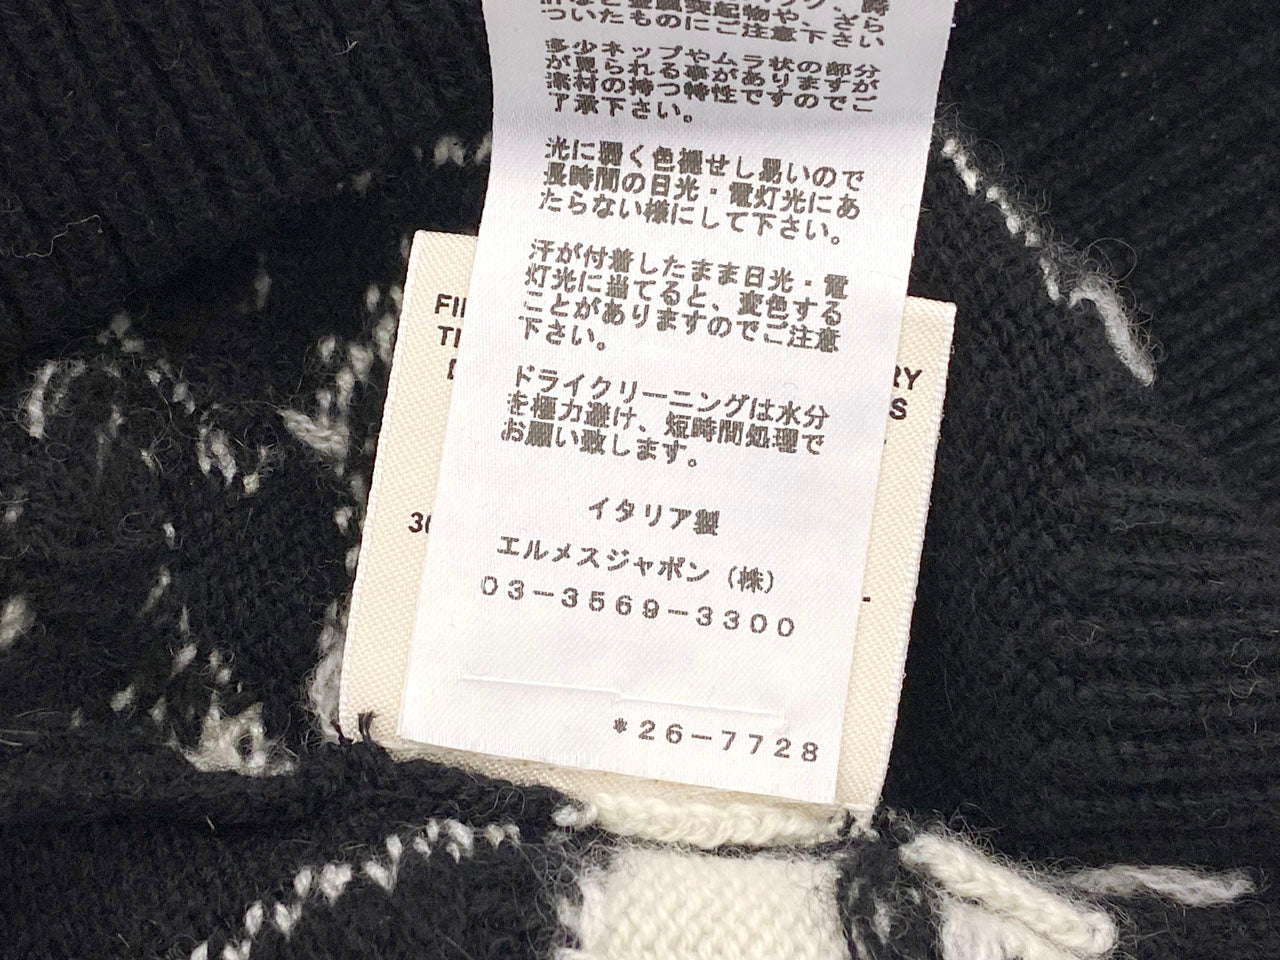 ついたものにご注意下さい
多少ネップやムラ状の部分
が見られる事がありますが
素材の持つ特性ですのでご
了承下さい。
光に弱く色褪せし易いので
長時間の日光・電灯光にあ
たらない様にして下さい。
汗が付着したまま日光・電
灯光に当てると、変色する
ことがありますのでご注意
下さい。
ドライクリーニングは水分
を極力避け、短時間処理で
お願い致します。
イタリア製
エルメスジャポン（株）
03-3569-3300
*26-7728